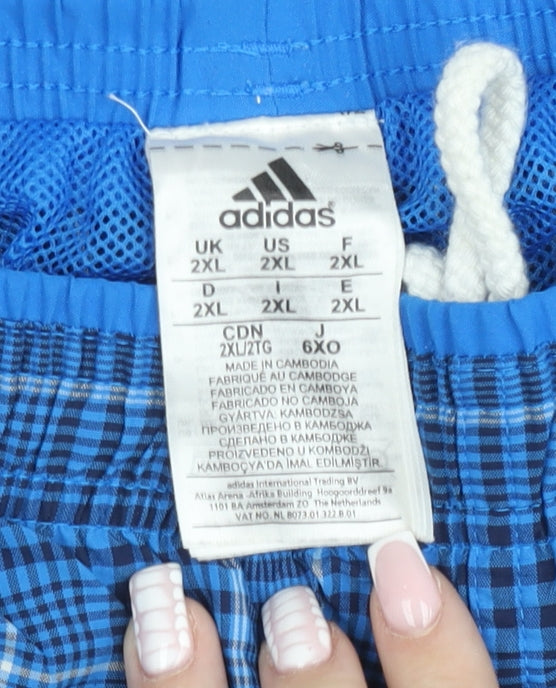 adidas
UK US F
2XL 2XL 2XL
D I E
2XL 2XL 2XL
CDN J
2XL/2TG 6XO
MADE IN CAMBODIA
FABRIQUÉ AU CAMBODGE
FABRICADO EN CAMBOYA
FABRICADO NO CAMBOJA
GYÁRTVA: KAMBODZSA
ПРОИЗВЕДЕНО В КАМБОДЖА
СДЕЛАНО В КАМБОДЖЕ
PROIZVEDENO U KOMBODŽI
KAMBOÇYA'DA İMAL EDİLMİŞTİR
adidas International Trading BV
Atlas Arena -Afrika Building Hoogoorddreef 9a
1101 BA Amsterdam ZO The Netherlands
VAT NO. NL 8073.01.322.B.01